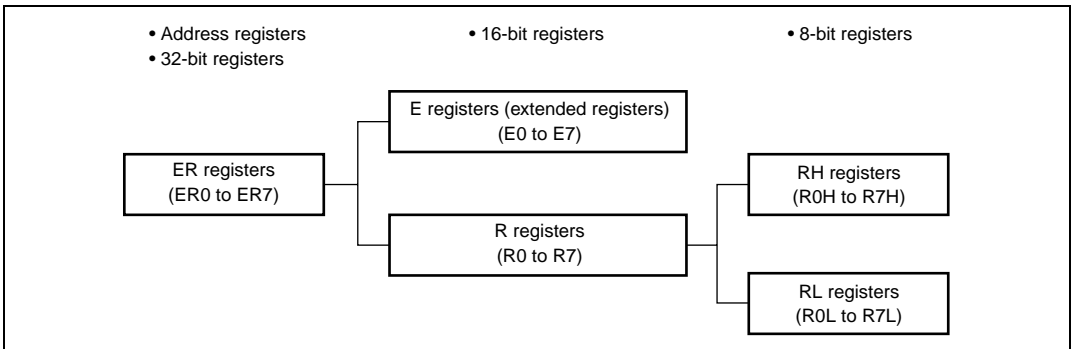 • Address registers
• 32-bit registers
• 16-bit registers
• 8-bit registers
E registers (extended registers)
(E0 to E7)
ER registers
(ER0 to ER7)
RH registers
(R0H to R7H)
R registers
(R0 to R7)
RL registers
(R0L to R7L)